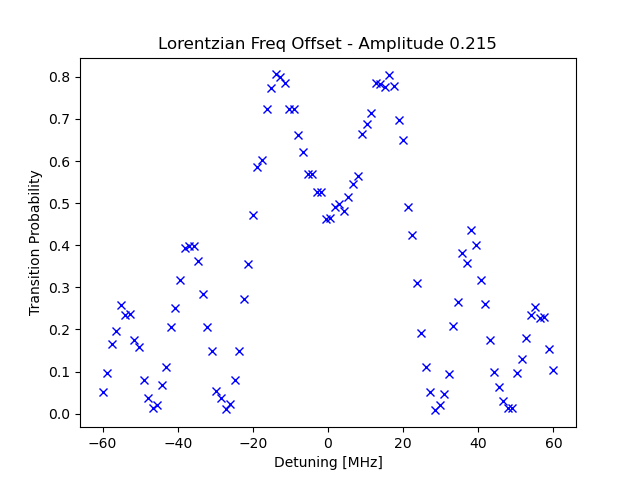 Lorentzian Freq Offset - Amplitude 0.215
Transition Probability
0.8
0.7
0.6
0.5
0.4
0.3
0.2
0.1
0.0
−60 −40 −20 0 20 40 60
Detuning [MHz]